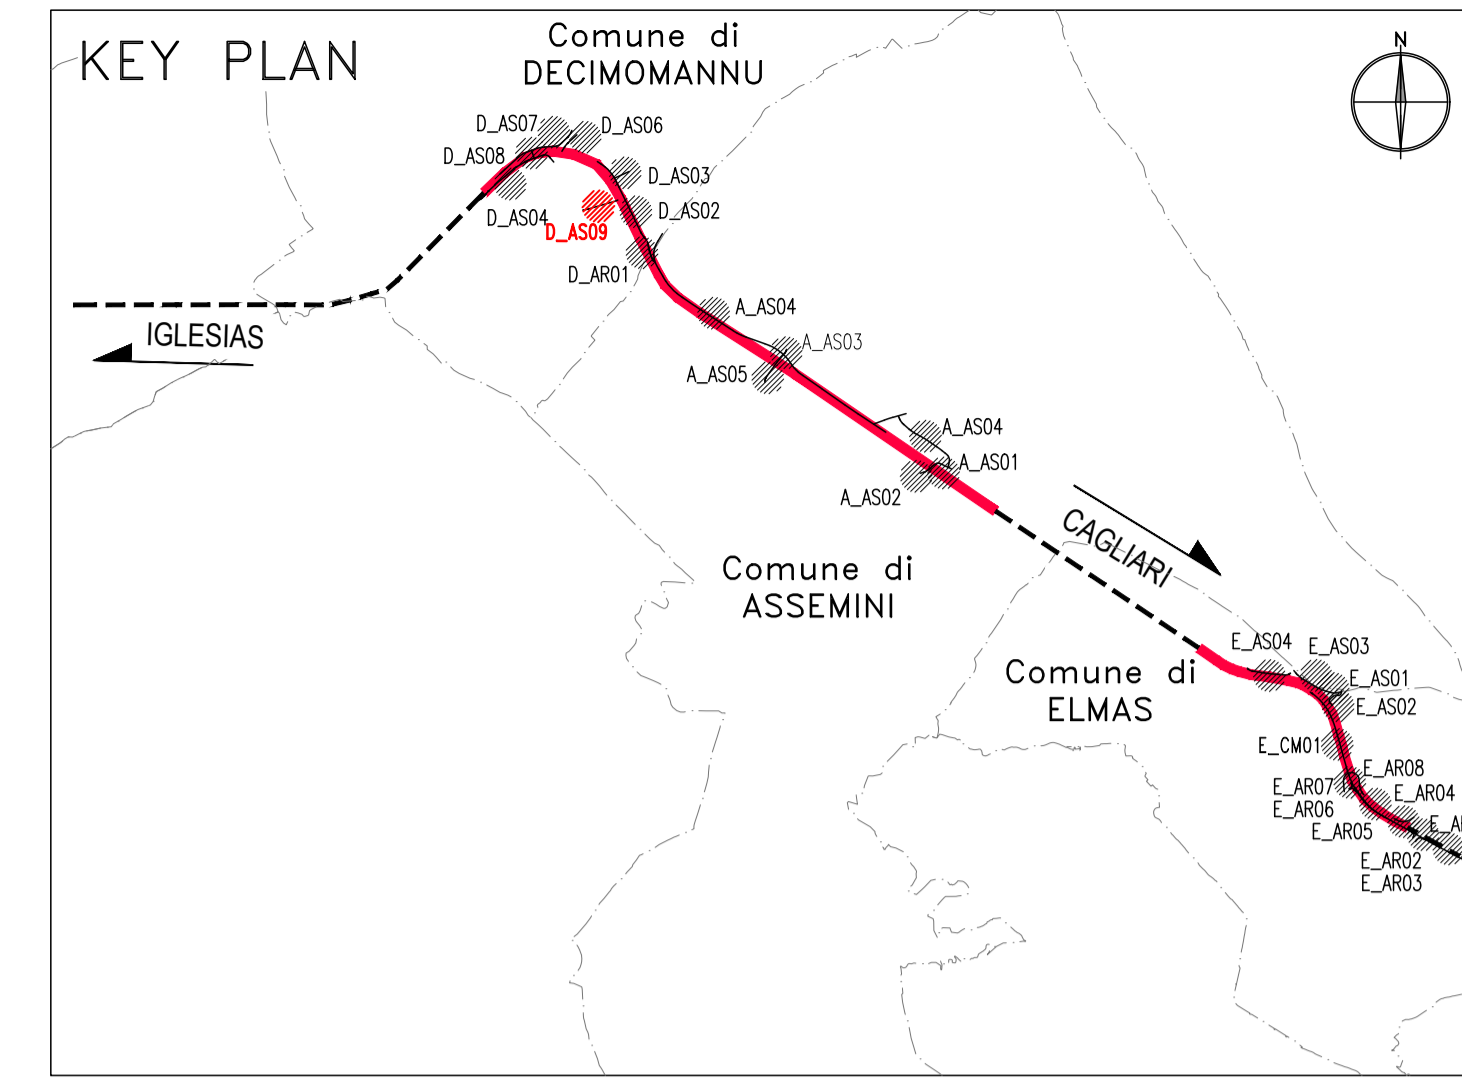 KEY PLAN
Comune di
DECIMOMANNU
N
D_AS07
D_AS06
D_AS08
D_AS03
D_AS04
D_AS02
D_AS09
D_AR01
A_AS04
IGLESIAS
A_AS03
A_AS05
A_AS04
A_AS01
A_AS02
CAGLIARI
Comune di
ASSEMINI
E_AS04
E_AS03
Comune di
ELMAS
E_AS01
E_AS02
E_CM01
E_AR08
E_AR07
E_AR04
E_AR06
E_AR05
E_AR02
E_AR03